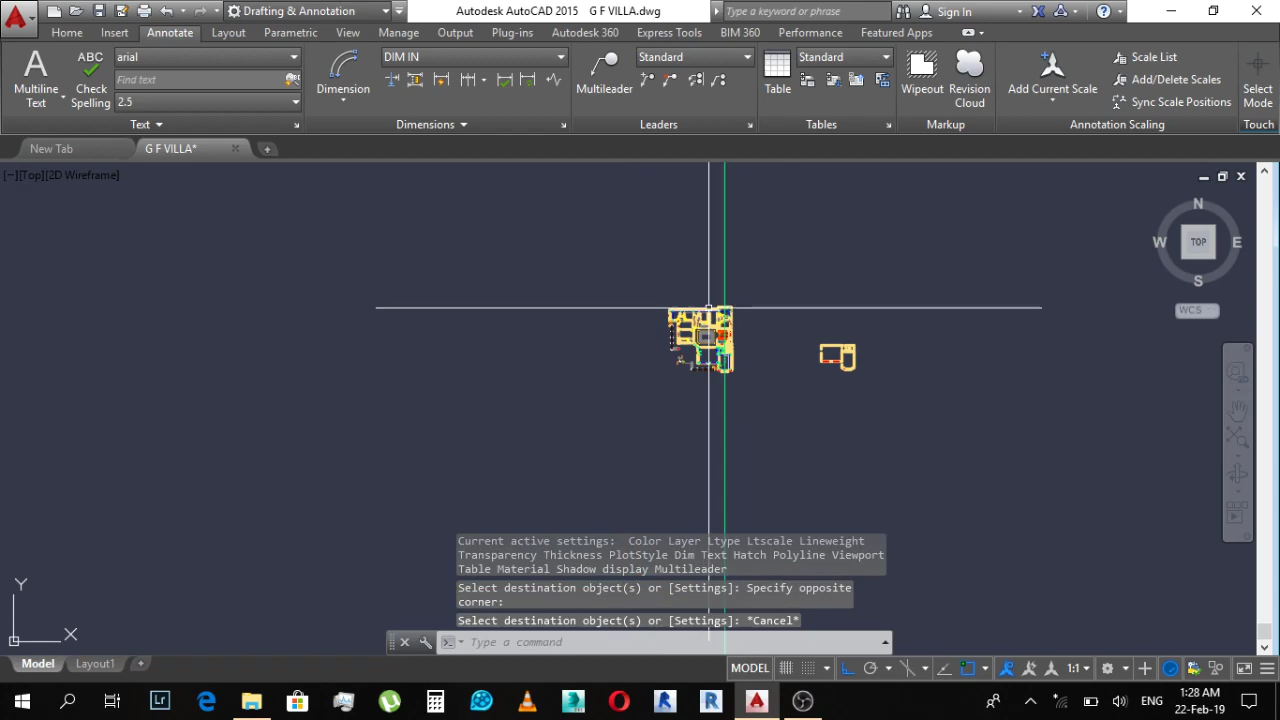 Drafting & Annotation
Autodesk AutoCAD 2015 G F VILLA.dwg
Type a keyword or phrase
Sign In
Home Insert Annotate Layout Parametric View Manage Output Plug-ins Autodesk 360 Express Tools BIM 360 Performance Featured Apps
Multiline Text
ABC
Check Spelling
arial
Find text
2.5
Text
Dimension
DIM IN
Dimensions
Multileader
Standard
Leaders
Table
Standard
Tables
Wipeout
Revision Cloud
Markup
Add Current Scale
Scale List
Add/Delete Scales
Sync Scale Positions
Annotation Scaling
Select Mode
Touch
New Tab
G F VILLA*
[−][Top][2D Wireframe]
N
W TOP E
S
WCS
Current active settings: Color Layer Ltype Ltscale Lineweight
Transparency Thickness PlotStyle Dim Text Hatch Polyline Viewport
Table Material Shadow display Multileader
Select destination object(s) or [Settings]: Specify opposite
corner:
Select destination object(s) or [Settings]: *Cancel*
Y
X
Type a command
Model Layout1
MODEL
1:1
Lr
ENG
1:28 AM
22-Feb-19